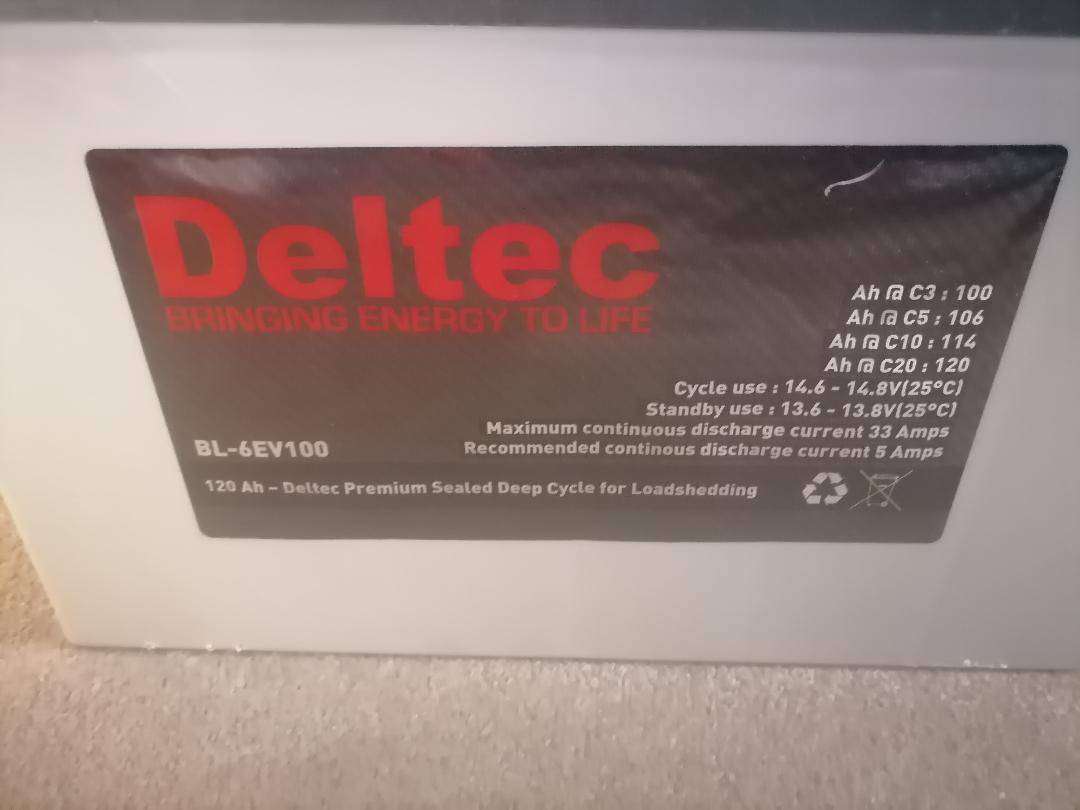 Deltec
BRINGING ENERGY TO LIFE
Ah @ C3 : 100
Ah @ C5 : 106
Ah @ C10 : 114
Ah @ C20 : 120
Cycle use : 14.6 - 14.8V(25°C)
Standby use : 13.6 - 13.8V(25°C)
Maximum continuous discharge current 33 Amps
Recommended continous discharge current 5 Amps
BL-6EV100
120 Ah – Deltec Premium Sealed Deep Cycle for Loadshedding